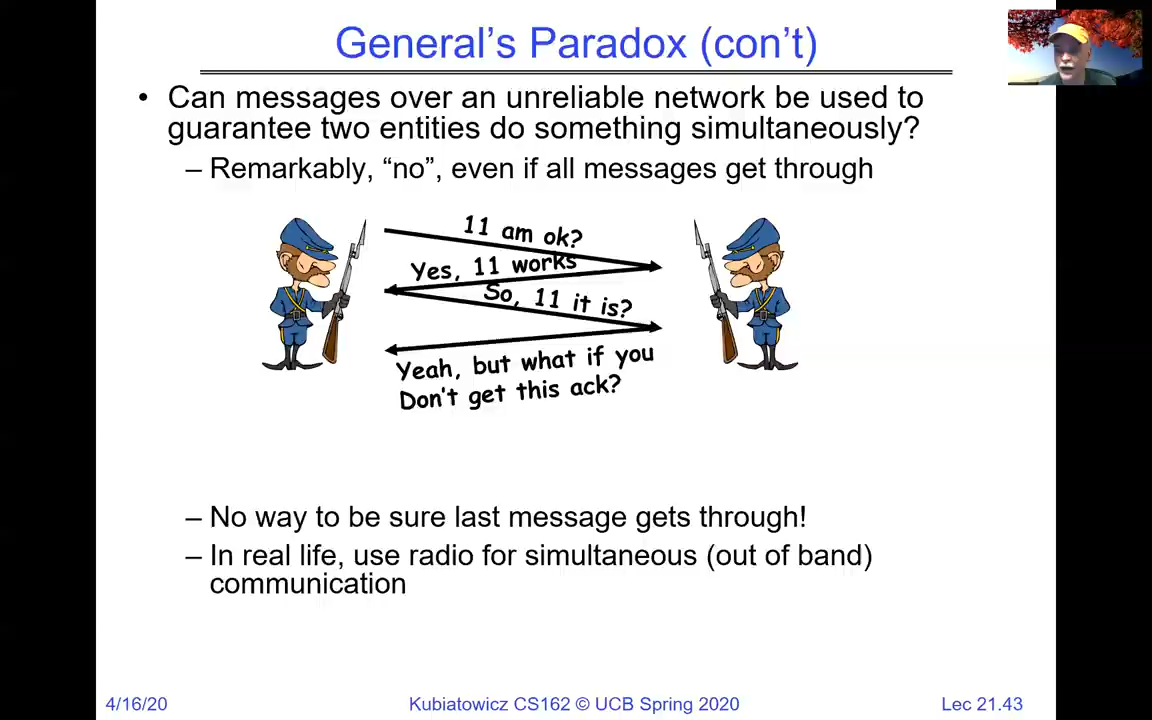 General's Paradox (con't)
• Can messages over an unreliable network be used to
guarantee two entities do something simultaneously?
– Remarkably, “no”, even if all messages get through
11 am ok?
Yes, 11 works
So, 11 it is?
Yeah, but what if you
Don't get this ack?
– No way to be sure last message gets through!
– In real life, use radio for simultaneous (out of band)
communication
4/16/20
Kubiatowicz CS162 © UCB Spring 2020
Lec 21.43